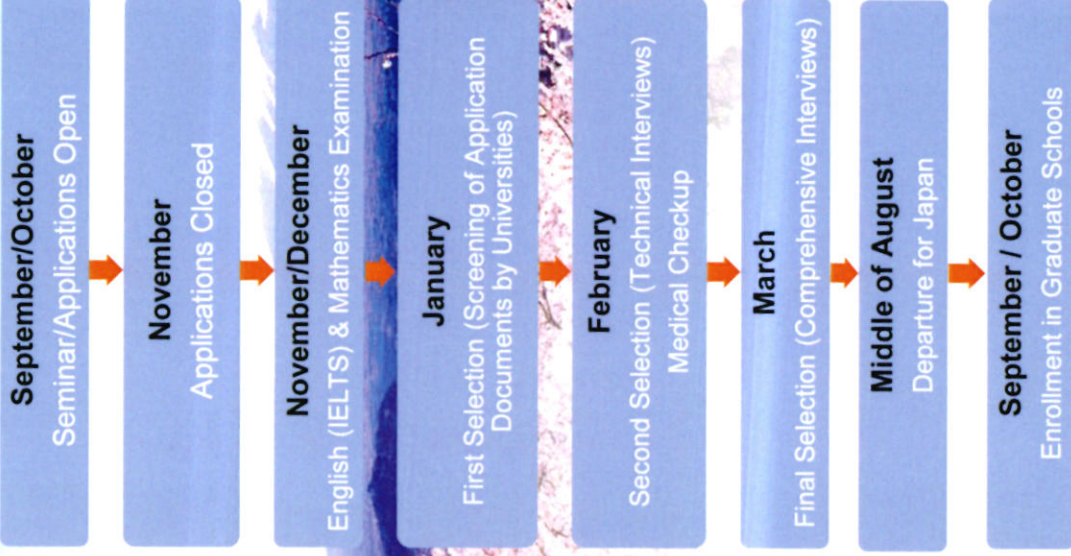 September/October
Seminar/Applications Open
November
Applications Closed
November/December
English (IELTS) & Mathematics Examination
January
First Selection (Screening of Application
Documents by Universities)
February
Second Selection (Technical Interviews)
Medical Checkup
March
Final Selection (Comprehensive Interviews)
Middle of August
Departure for Japan
September / October
Enrollment in Graduate Schools